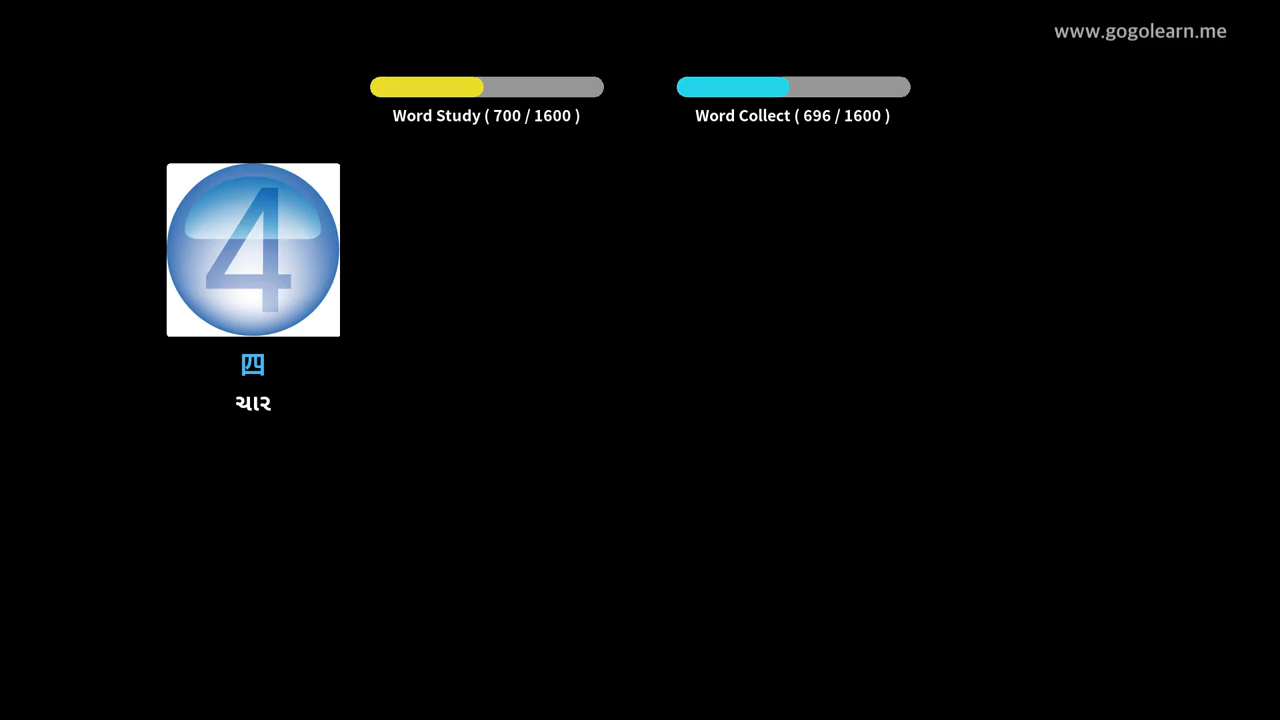 www.gogolearn.me
Word Study ( 700 / 1600 )
Word Collect ( 696 / 1600 )
4
四
ચાર